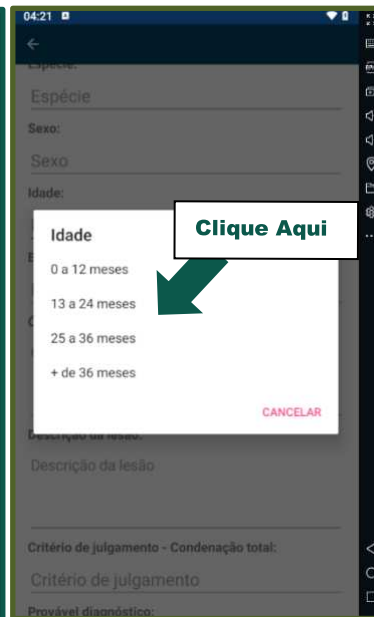 04:21
Espécie:
Espécie
Sexo:
Sexo
Idade:
Clique Aqui
Idade
0 a 12 meses
13 a 24 meses
25 a 36 meses
+ de 36 meses
CANCELAR
Descrição da lesão:
Descrição da lesão
Critério de julgamento - Condenação total:
Critério de julgamento
Provável diagnóstico: